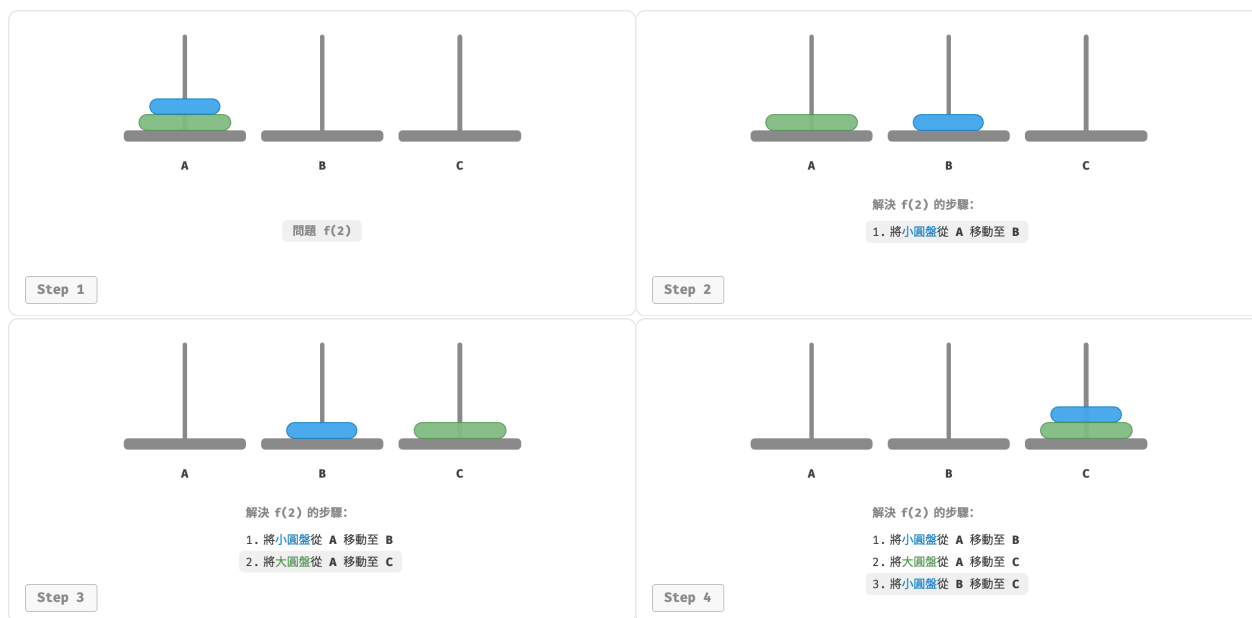 A B C
問題 f(2)
Step 1
A B C
解決 f(2) 的步驟:
1. 將小圓盤從 A 移動至 B
Step 2
A B C
解決 f(2) 的步驟:
1. 將小圓盤從 A 移動至 B
2. 將大圓盤從 A 移動至 C
Step 3
A B C
解決 f(2) 的步驟:
1. 將小圓盤從 A 移動至 B
2. 將大圓盤從 A 移動至 C
3. 將小圓盤從 B 移動至 C
Step 4